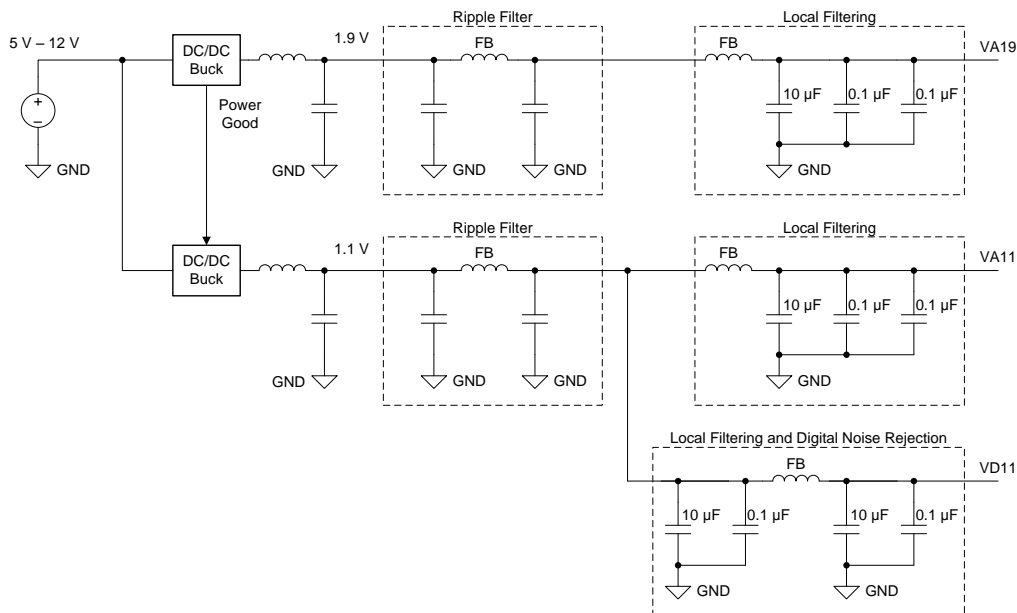 Ripple Filter
Local Filtering
5 V – 12 V
DC/DC
Buck
1.9 V
FB
FB
VA19
+
–
Power
Good
10 µF
0.1 µF
0.1 µF
GND
GND
GND
GND
GND
Ripple Filter
Local Filtering
DC/DC
Buck
1.1 V
FB
FB
VA11
10 µF
0.1 µF
0.1 µF
GND
GND
GND
GND
Local Filtering and Digital Noise Rejection
FB
VD11
10 µF
0.1 µF
10 µF
0.1 µF
GND
GND